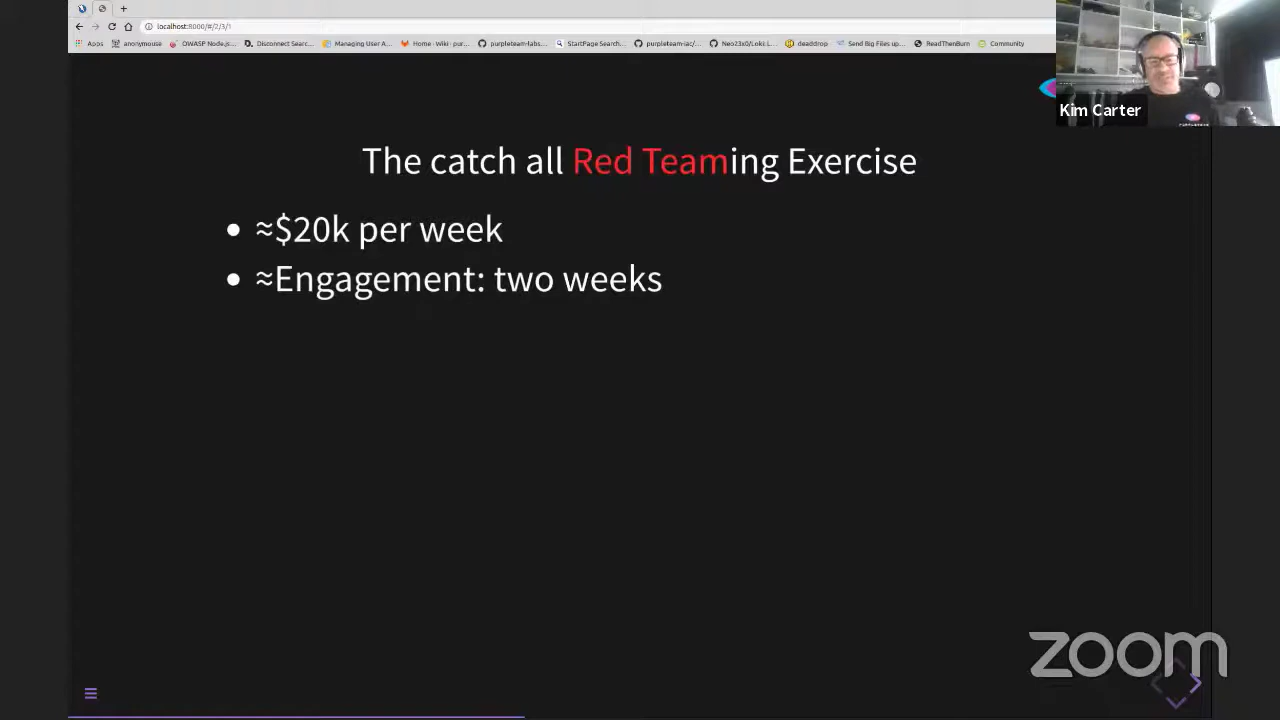 localhost:8000/#/2/3/1
Apps anonymouse OWASP Node.js... Disconnect Search... Managing User A... Home · Wiki · pur... purpleteam-labs... StartPage Search... purpleteam-iac/... Neo23x0/Loki: L... deaddrop Send Big Files up... ReadThenBurn Community
Kim Carter
The catch all Red Teaming Exercise
• ≈$20k per week
• ≈Engagement: two weeks
zoom